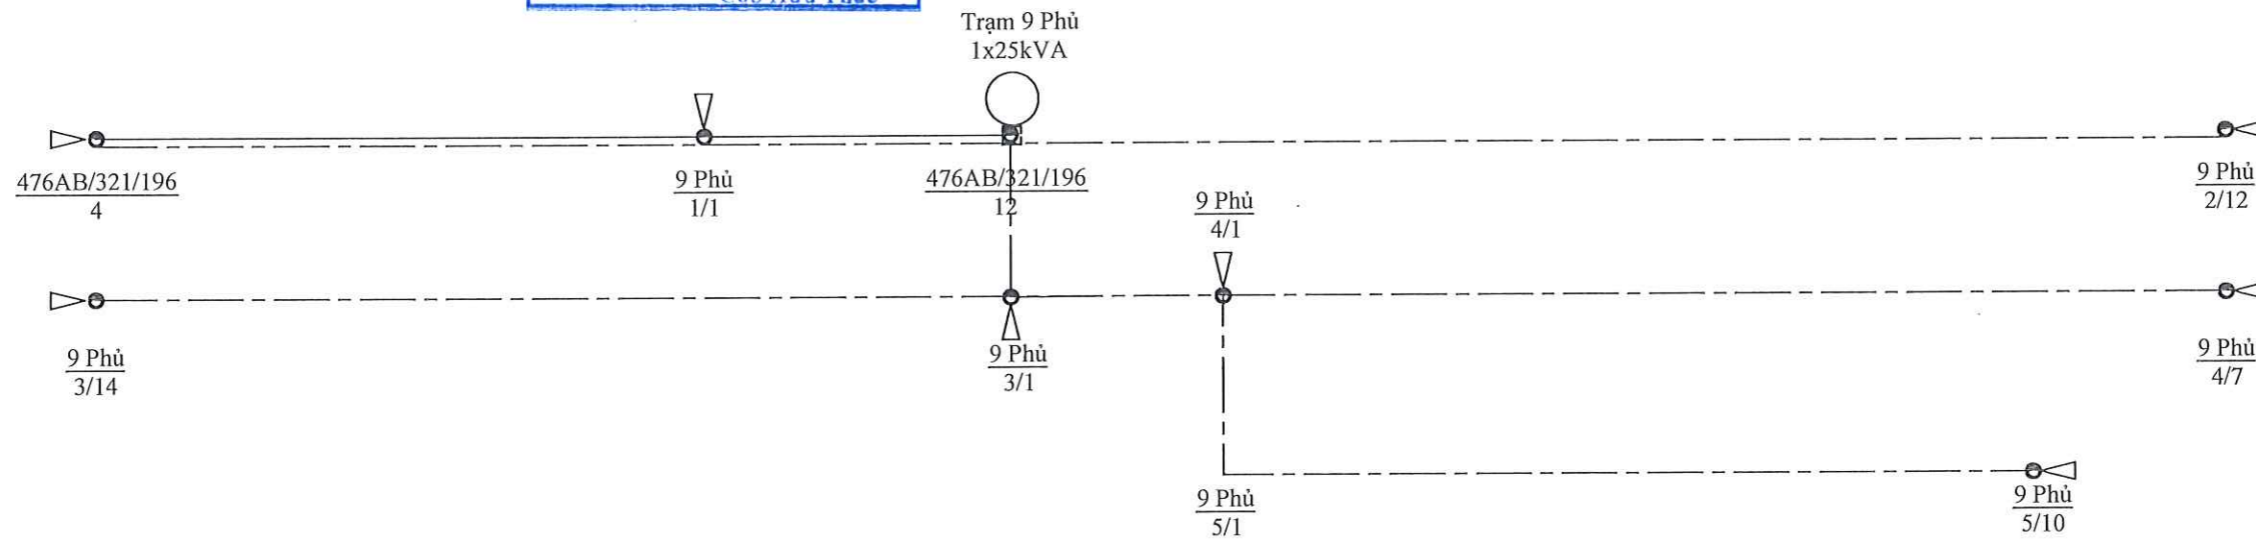 Trạm 9 Phủ
1x25kVA
476AB/321/196
4
9 Phủ
1/1
476AB/321/196
12
9 Phủ
4/1
9 Phủ
2/12
9 Phủ
3/14
9 Phủ
3/1
9 Phủ
4/7
9 Phủ
5/1
9 Phủ
5/10